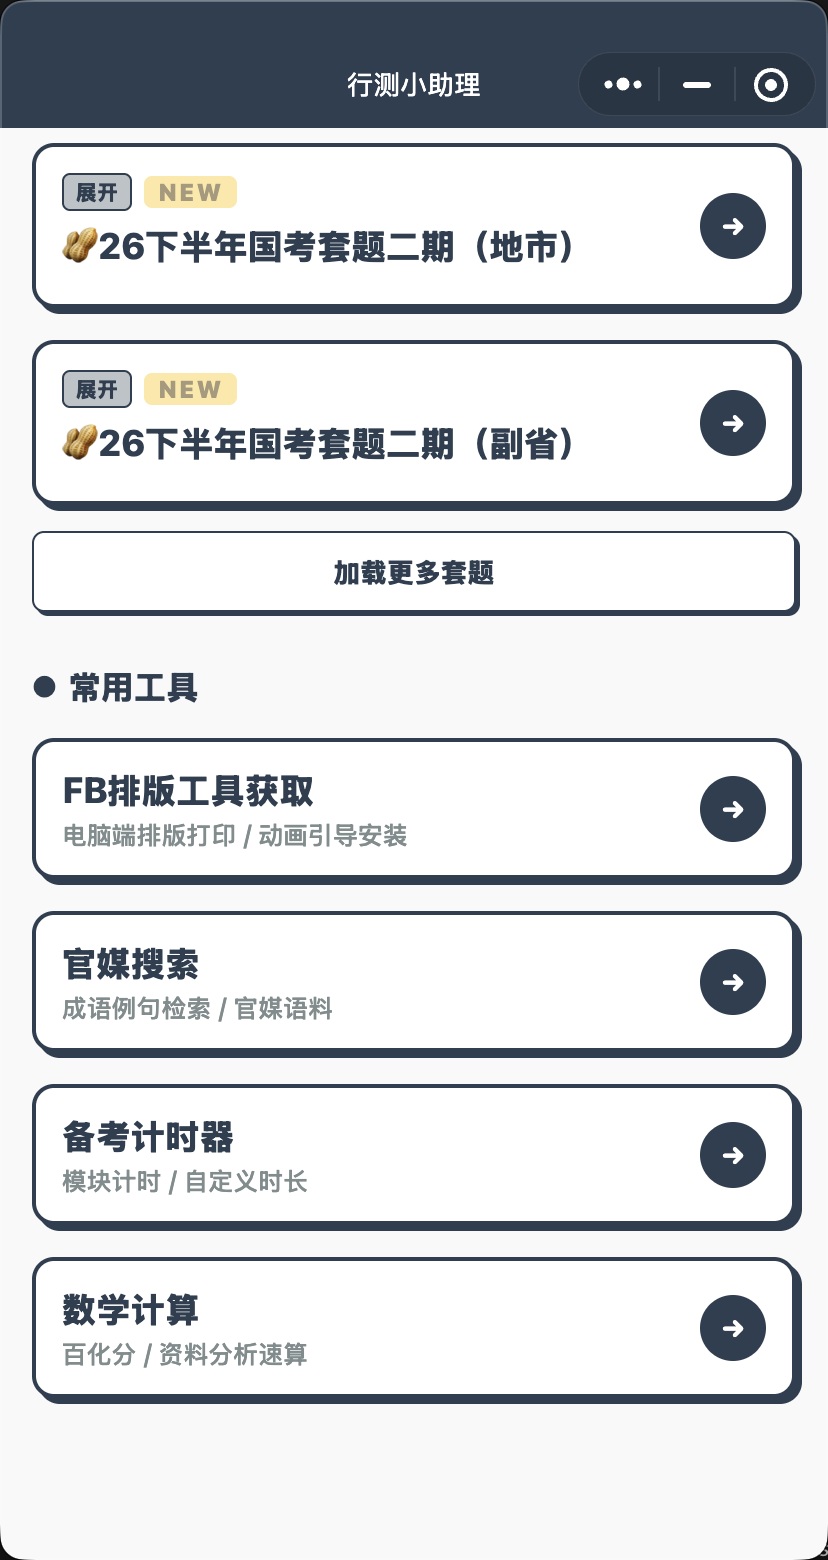 行测小助理
展开 NEW
🥜26下半年国考套题二期（地市）
展开 NEW
🥜26下半年国考套题二期（副省）
加载更多套题
常用工具
FB排版工具获取
电脑端排版打印 / 动画引导安装
官媒搜索
成语例句检索 / 官媒语料
备考计时器
模块计时 / 自定义时长
数学计算
百化分 / 资料分析速算